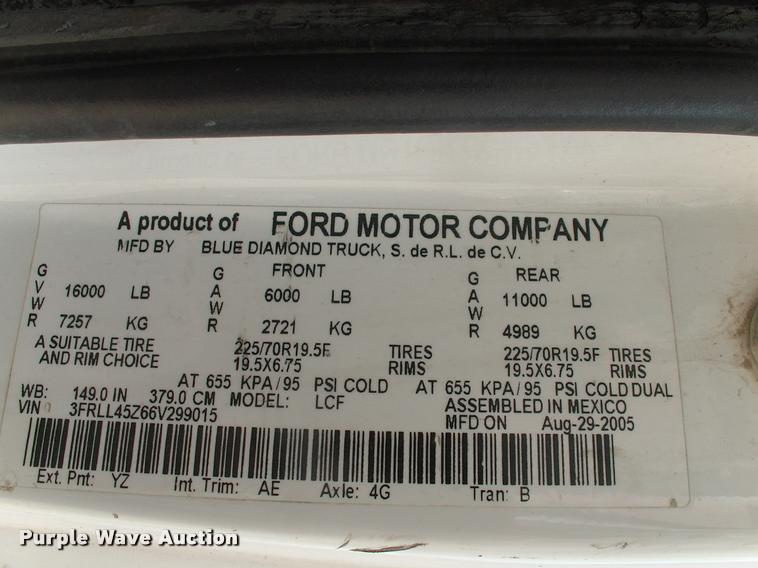 A product of FORD MOTOR COMPANY
MFD BY BLUE DIAMOND TRUCK, S. de R.L. de C.V.
GVWR 16000 LB 7257 KG
FRONT GAWR 6000 LB 2721 KG
REAR GAWR 11000 LB 4989 KG
A SUITABLE TIRE 225/70R19.5F TIRES 225/70R19.5F TIRES
AND RIM CHOICE 19.5X6.75 RIMS 19.5X6.75 RIMS
AT 655 KPA/95 PSI COLD AT 655 KPA/95 PSI COLD DUAL
WB: 149.0 IN 379.0 CM MODEL: LCF ASSEMBLED IN MEXICO
VIN 3FRLL45Z66V299015 MFD ON Aug-29-2005
Ext. Pnt: YZ Int. Trim: AE Axle: 4G Tran: B
Purple Wave Auction